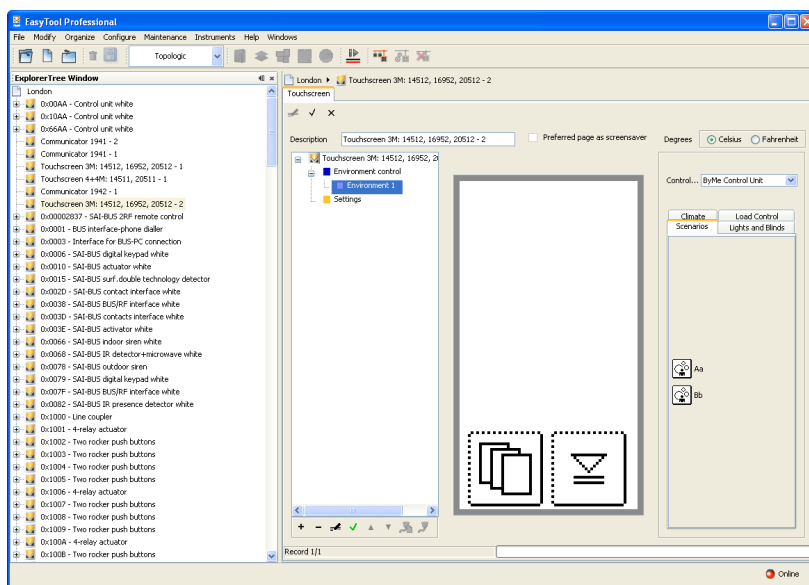 EasyTool Professional
File Modify Organize Configure Maintenance Instruments Help Windows
Topologic
ExplorerTree Window
London
0x00AA - Control unit white
0x10AA - Control unit white
0x66AA - Control unit white
Communicator 1941 - 2
Communicator 1941 - 1
Touchscreen 3M: 14512, 16952, 20512 - 1
Touchscreen 4+4M: 14511, 20511 - 1
Communicator 1942 - 1
Touchscreen 3M: 14512, 16952, 20512 - 2
0x00002837 - SAI-BUS 2RF remote control
0x0001 - BUS interface-phone dialler
0x0003 - Interface for BUS-PC connection
0x0006 - SAI-BUS digital keypad white
0x0010 - SAI-BUS actuator white
0x0015 - SAI-BUS surf.double technology detector
0x002D - SAI-BUS contact interface white
0x0038 - SAI-BUS BUS/RF interface white
0x003D - SAI-BUS contacts interface white
0x003E - SAI-BUS activator white
0x0066 - SAI-BUS indoor siren white
0x0068 - SAI-BUS IR detector+microwave white
0x0078 - SAI-BUS outdoor siren
0x0079 - SAI-BUS digital keypad white
0x007F - SAI-BUS BUS/RF interface white
0x0082 - SAI-BUS IR presence detector white
0x1000 - Line coupler
0x1001 - 4-relay actuator
0x1002 - Two rocker push buttons
0x1003 - Two rocker push buttons
0x1004 - Two rocker push buttons
0x1005 - Two rocker push buttons
0x1006 - 4-relay actuator
0x1007 - Two rocker push buttons
0x1008 - Two rocker push buttons
0x1009 - Two rocker push buttons
0x100A - 4-relay actuator
0x100B - Two rocker push buttons
London Touchscreen 3M: 14512, 16952, 20512 - 2
Touchscreen
Description Touchscreen 3M: 14512, 16952, 20512 - 2 Preferred page as screensaver Degrees Celsius Fahrenheit
Touchscreen 3M: 14512, 16952, 2
Environment control
Environment 1
Settings
Control... ByMe Control Unit
Climate Load Control
Scenarios Lights and Blinds
Aa
Bb
Record 1/1
Online